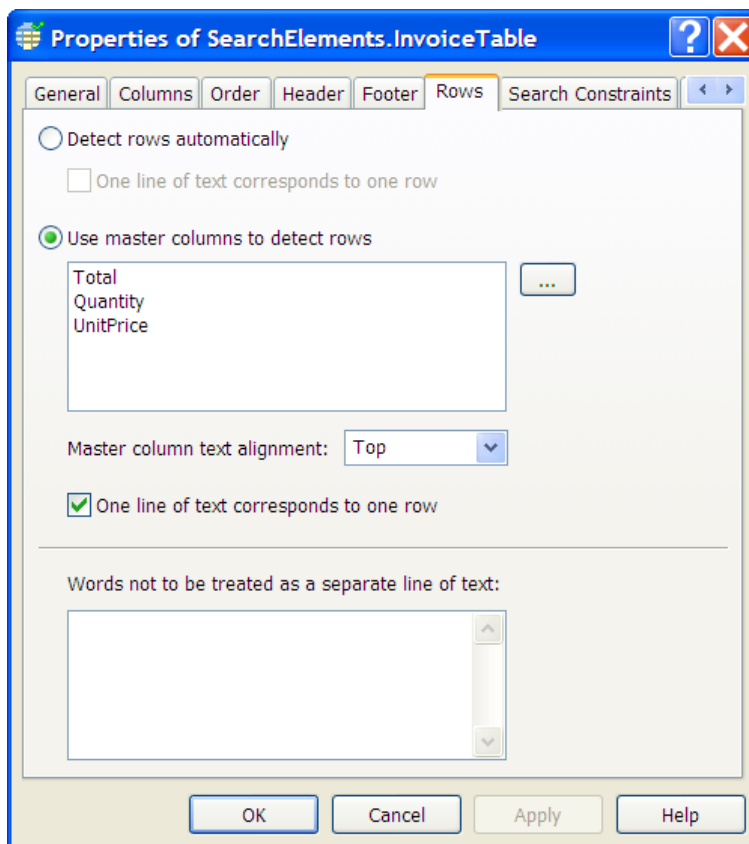 Properties of SearchElements.InvoiceTable ?
General Columns Order Header Footer Rows Search Constraints
Detect rows automatically
One line of text corresponds to one row
Use master columns to detect rows
Total
Quantity
UnitPrice
...
Master column text alignment: Top
One line of text corresponds to one row
Words not to be treated as a separate line of text:
OK Cancel Apply Help